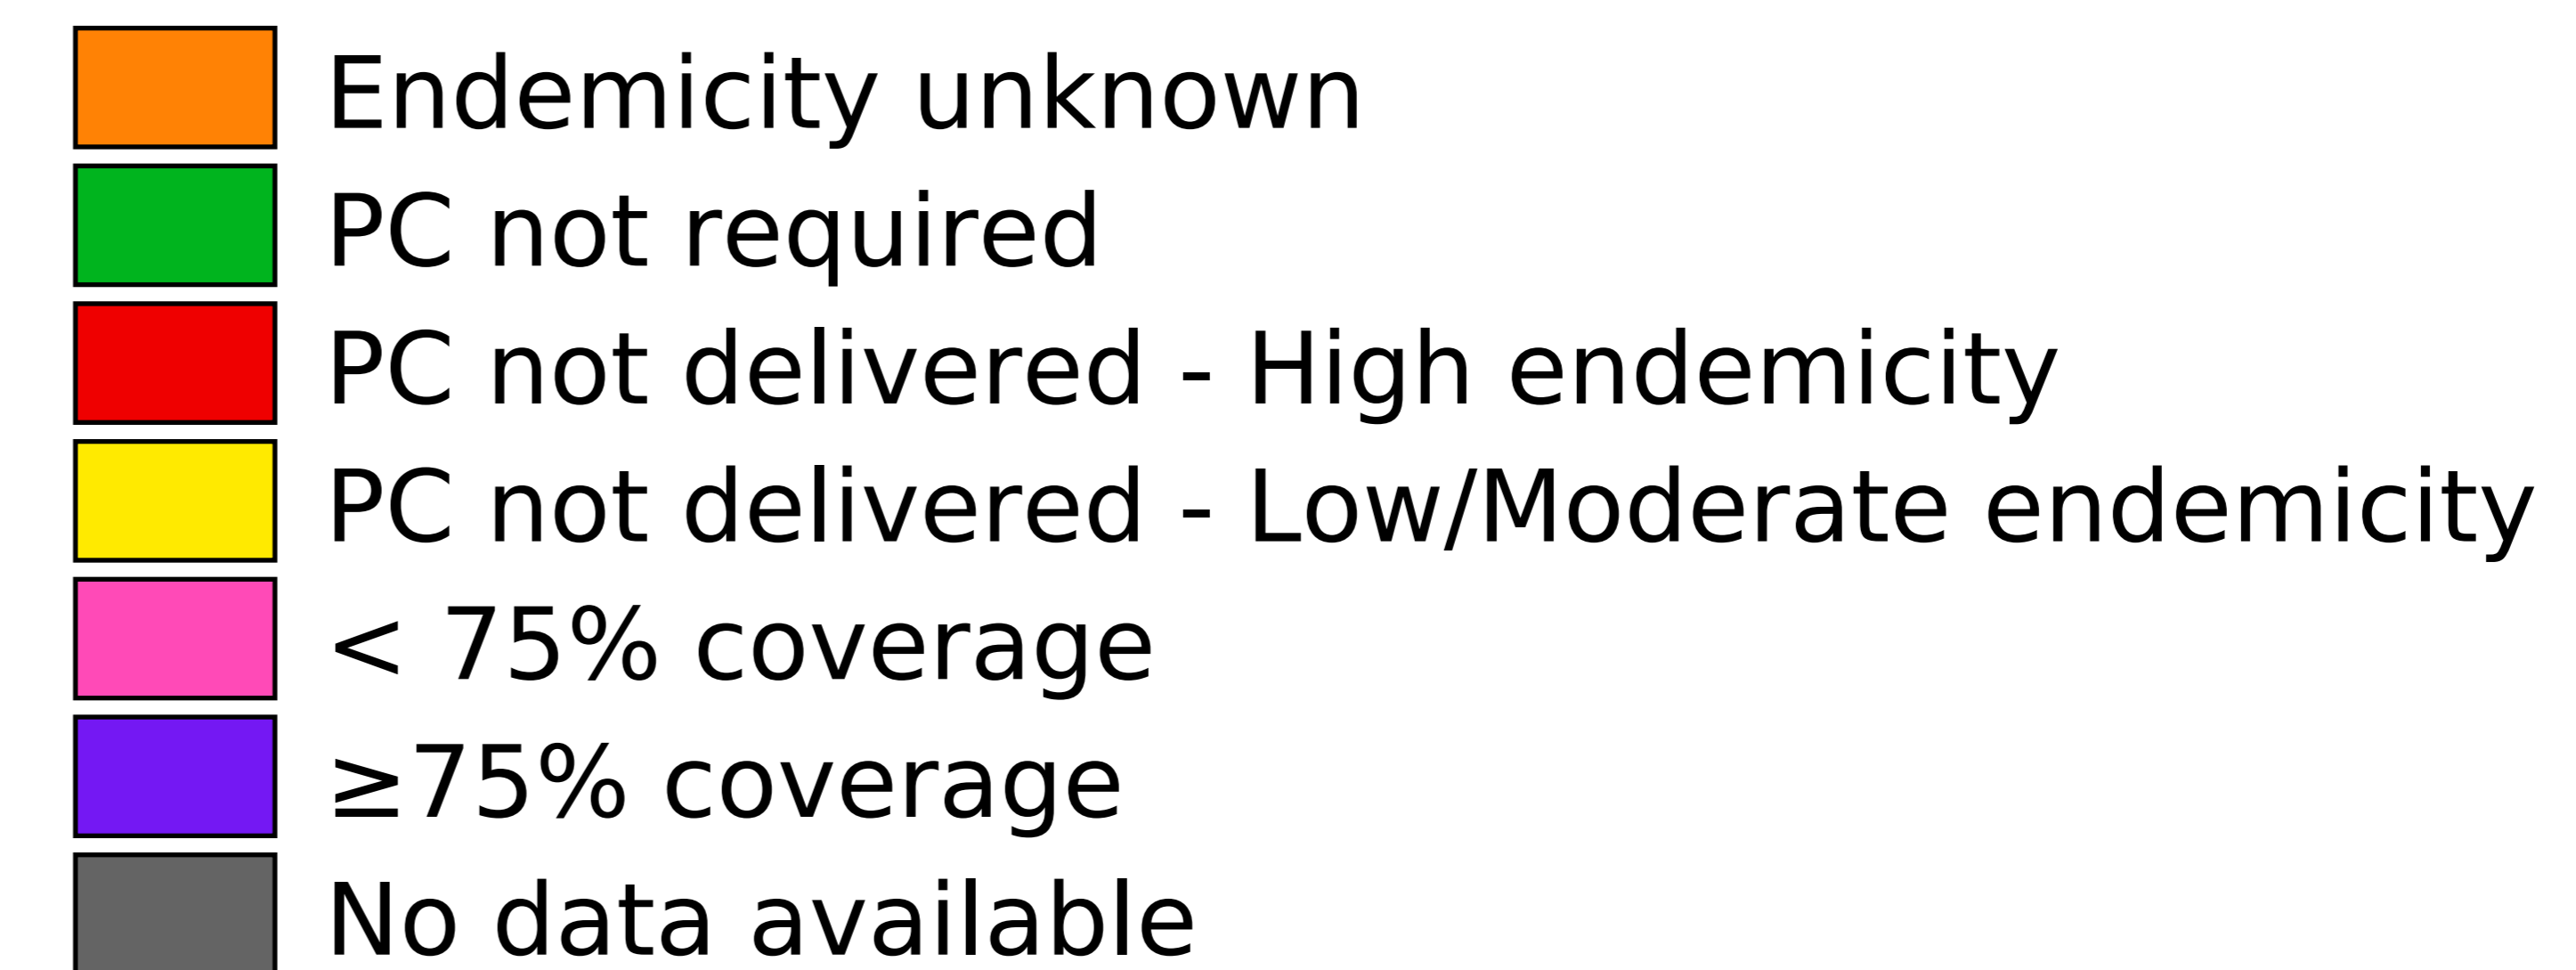 Endemicity unknown
PC not required
PC not delivered - High endemicity
PC not delivered - Low/Moderate endemicity
< 75% coverage
≥75% coverage
No data available